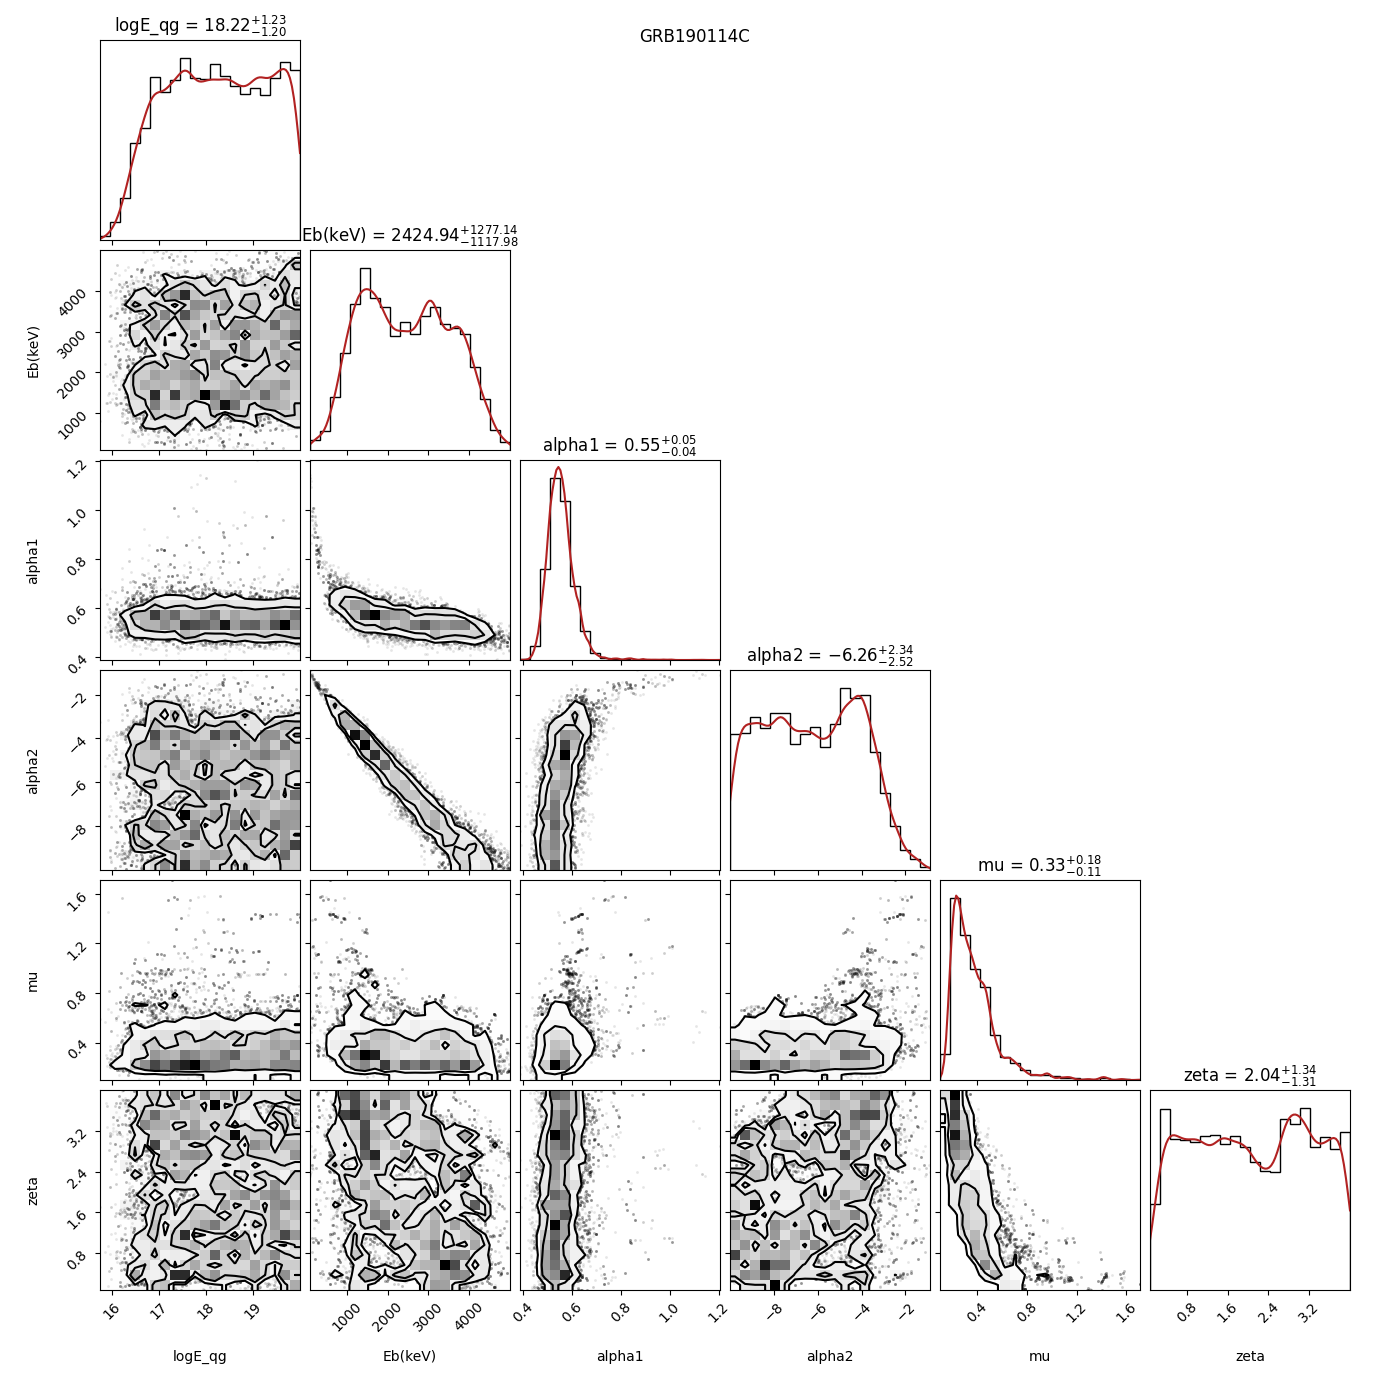 logE_qg = 18.22+1.23−1.20
GRB190114C
Eb(keV) = 2424.94+1277.14−1117.98
4000
3000
2000
1000
Eb(keV)
alpha1 = 0.55+0.05−0.04
1.2
1.0
0.8
0.6
0.4
alpha1
alpha2 = −6.26+2.34−2.52
−2
−4
−6
−8
alpha2
mu = 0.33+0.18−0.11
1.6
1.2
0.8
0.4
mu
zeta = 2.04+1.34−1.31
3.2
2.4
1.6
0.8
zeta
16 17 18 19 1000 2000 3000 4000 0.4 0.6 0.8 1.0 1.2 −8 −6 −4 −2 0.4 0.8 1.2 1.6 0.8 1.6 2.4 3.2
logE_qg Eb(keV) alpha1 alpha2 mu zeta